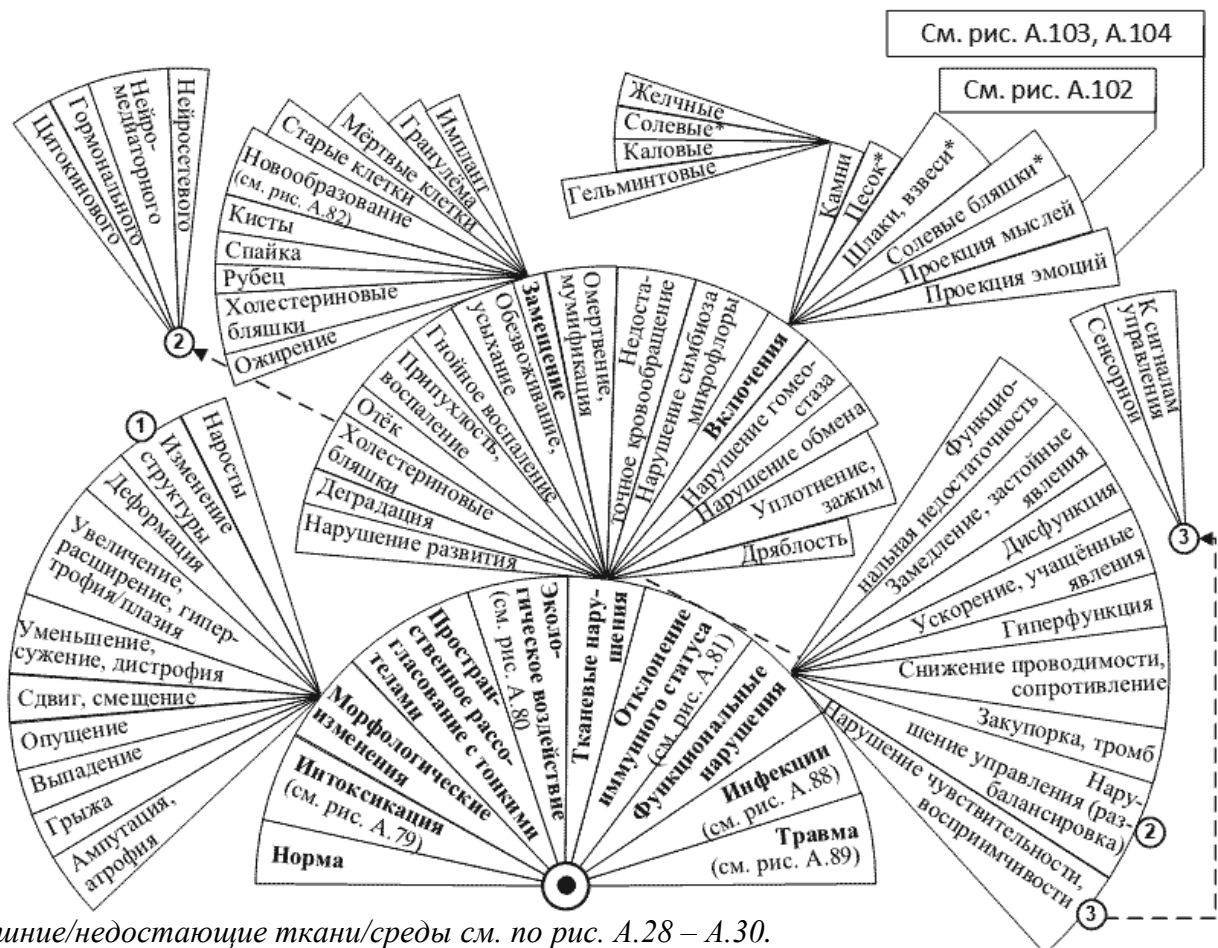 См. рис. А.103, А.104
См. рис. А.102
Цитокинового
Гормонального
Нейро-
медиаторного
Нейросетевого
2
Ожирение
Холестериновые
бляшки
Рубец
Спайка
Кисты
Новообразование
(см. рис. А.82)
Старые клетки
Мёртвые клетки
Гранулёма
Имплант
Желчные
Солевые*
Каловые
Гельминтовые
Камни
Песок*
Шлаки, взвеси*
Солевые бляшки*
Проекция мыслей
Проекция эмоций
Сенсорной
К сигналам
управления
3
Нарушение развития
Деградация
Холестериновые
бляшки
Отёк
Припухлость,
воспаление
Гнойное воспаление
Обезвоживание,
усыхание
Замещение
Омертвение,
мумификация
Недоста-
точное кровообращение
Нарушение симбиоза
микрофлоры
Включения
Нарушение гомео-
стаза
Нарушение обмена
Уплотнение,
зажим
Дряблость
1
Наросты
Изменение
структуры
Деформация
Увеличение,
расширение, гипер-
трофия/плазия
Уменьшение,
сужение, дистрофия
Сдвиг, смещение
Опущение
Выпадение
Грыжа
Ампутация,
атрофия
Функцио-
нальная недостаточность
Замедление, застойные
явления
Дисфункция
Ускорение, учащённые
явления
Гиперфункция
Снижение проводимости,
сопротивление
Закупорка, тромб
Нару-
шение управления (раз-
балансировка)
2
Нарушение чувствительности,
восприимчивости
3
Норма
Интоксикация
(см. рис. А.79)
Морфологические
изменения
Простран-
ственное рассо-
гласование с тонкими
телами
Эколо-
гическое воздействие
(см. рис. А.80)
Тканевые нару-
шения
Отклонение
иммунного статуса
(см. рис. А.81)
Функциональные
нарушения
Инфекции
(см. рис. А.88)
Травма
(см. рис. А.89)
шние/недостающие ткани/среды см. по рис. А.28 – А.30.